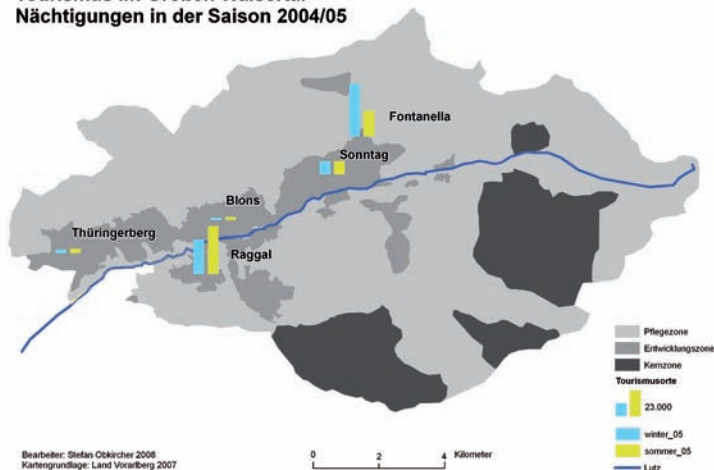 Nächtigungen in der Saison 2004/05
Fontanella
Sonntag
Blons
Thüringerberg
Raggal
Pflegezone
Entwicklungszone
Kernzone
Tourismusorte
23.000
winter_05
sommer_05
Lutz
Bearbeiter: Stefan Obkircher 2008
Kartengrundlage: Land Vorarlberg 2007
0 2 4 Kilometer